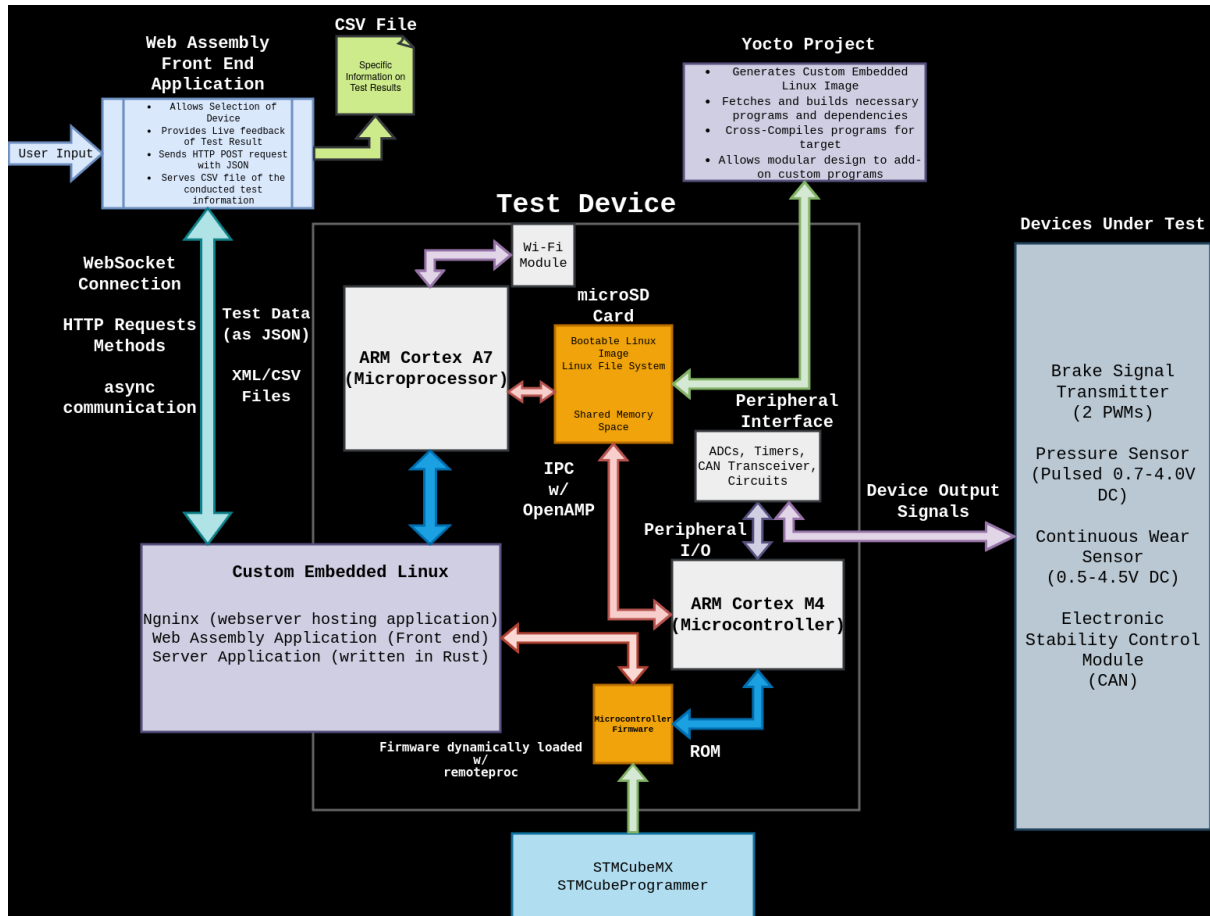 CSV File
Web Assembly
Front End
Application
Specific
Information on
Test Results
Yocto Project
• Generates Custom Embedded
Linux Image
• Fetches and builds necessary
programs and dependencies
• Cross-Compiles programs for
target
• Allows modular design to add-
on custom programs
• Allows Selection of
Device
• Provides Live feedback
of Test Result
• Sends HTTP POST request
with JSON
• Serves CSV file of the
conducted test
information
User Input
Test Device
Devices Under Test
Wi-Fi
Module
WebSocket
Connection
HTTP Requests
Methods
async
communication
Test Data
(as JSON)
XML/CSV
Files
ARM Cortex A7
(Microprocessor)
microSD
Card
Bootable Linux
Image
Linux File System
Shared Memory
Space
Peripheral
Interface
ADCs, Timers,
CAN Transceiver,
Circuits
IPC
w/
OpenAMP
Peripheral
I/O
Device Output
Signals
Brake Signal
Transmitter
(2 PWMs)
Pressure Sensor
(Pulsed 0.7-4.0V
DC)
Continuous Wear
Sensor
(0.5-4.5V DC)
Electronic
Stability Control
Module
(CAN)
Custom Embedded Linux
Ngninx (webserver hosting application)
Web Assembly Application (Front end)
Server Application (written in Rust)
ARM Cortex M4
(Microcontroller)
Microcontroller
Firmware
ROM
Firmware dynamically loaded
w/
remoteproc
STMCubeMX
STMCubeProgrammer